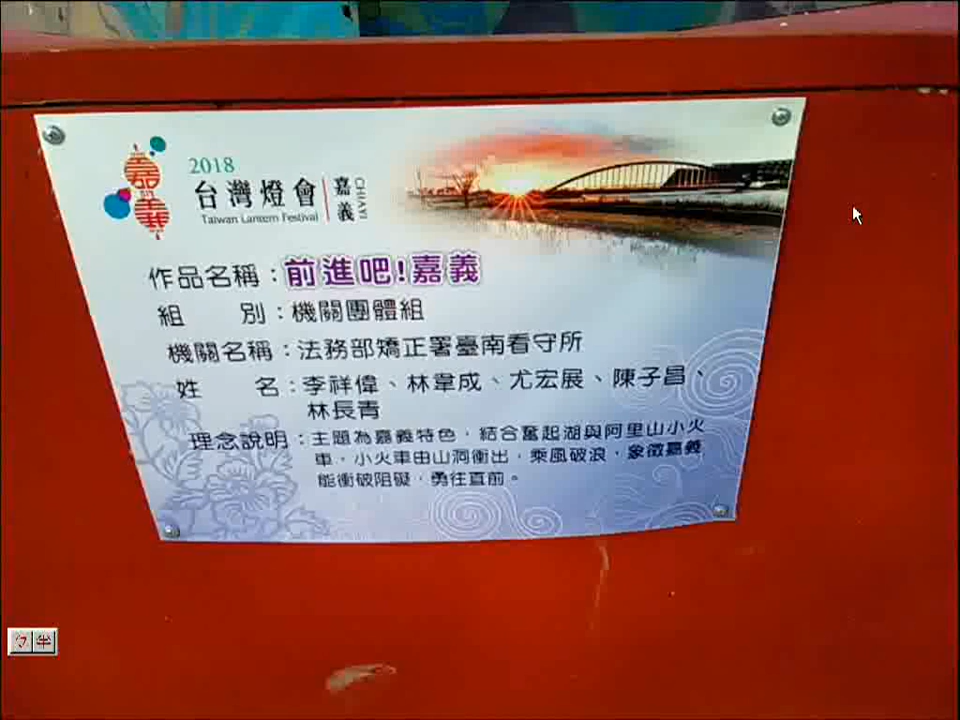 2018
台灣燈會
嘉義
CHIAYI
Taiwan Lantern Festival
嘉義
作品名稱：前進吧!嘉義
組　　別：機關團體組
機關名稱：法務部矯正署臺南看守所
姓　　名：李祥偉、林韋成、尤宏展、陳子昌、
林長青
理念說明：主題為嘉義特色，結合奮起湖與阿里山小火
車，小火車由山洞衝出，乘風破浪，象徵嘉義
能衝破阻礙，勇往直前。
ㄅ 半